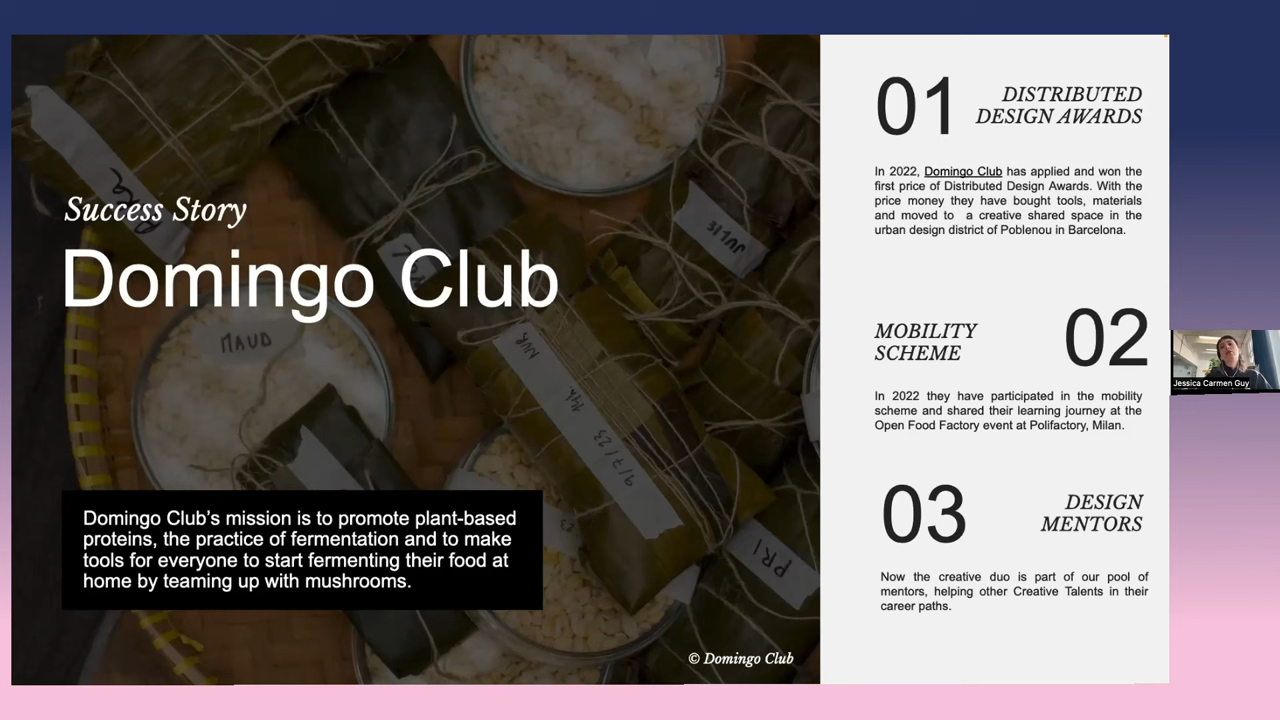 Success Story
Domingo Club
MAUD
JULIE
NUR
9/7/23
23
PRI
Domingo Club’s mission is to promote plant-based
proteins, the practice of fermentation and to make
tools for everyone to start fermenting their food at
home by teaming up with mushrooms.
© Domingo Club
01
DISTRIBUTED
DESIGN AWARDS
In 2022, Domingo Club has applied and won the
first price of Distributed Design Awards. With the
price money they have bought tools, materials
and moved to a creative shared space in the
urban design district of Poblenou in Barcelona.
MOBILITY
SCHEME
02
In 2022 they have participated in the mobility
scheme and shared their learning journey at the
Open Food Factory event at Polifactory, Milan.
03
DESIGN
MENTORS
Now the creative duo is part of our pool of
mentors, helping other Creative Talents in their
career paths.
Jessica Carmen Guy